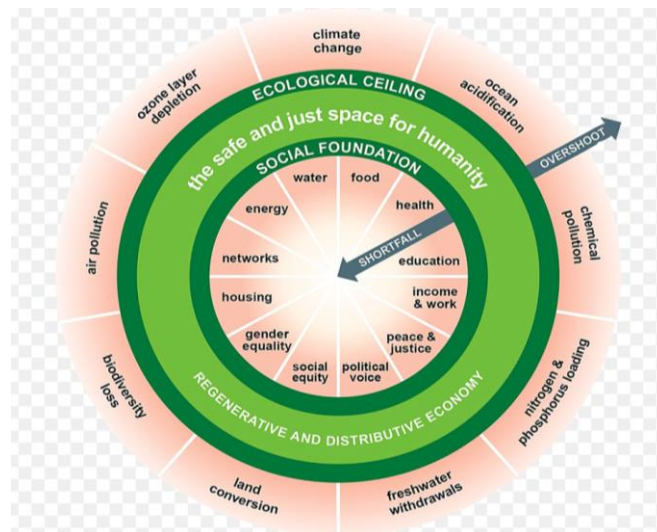 climate
change
ocean
acidification
chemical
pollution
nitrogen &
phosphorus loading
freshwater
withdrawals
land
conversion
biodiversity
loss
air pollution
ozone layer
depletion
ECOLOGICAL CEILING
the safe and just space for humanity
SOCIAL FOUNDATION
OVERSHOOT
SHORTFALL
water
food
health
education
income
& work
peace &
justice
political
voice
social
equity
gender
equality
housing
networks
energy
REGENERATIVE AND DISTRIBUTIVE ECONOMY